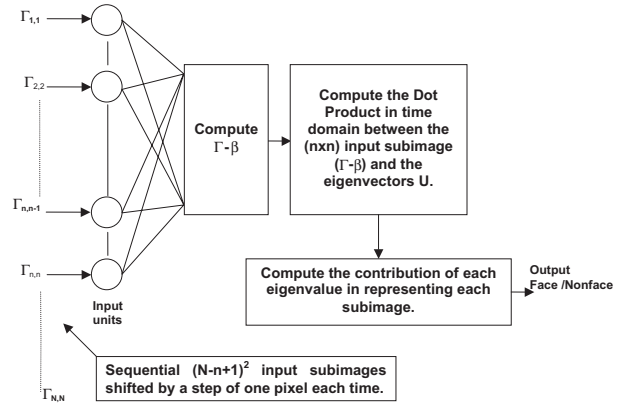 Γ1,1
Γ2,2
Γn,n-1
Γn,n
ΓN,N
Input
units
Compute
Γ-β
Compute the Dot
Product in time
domain between the
(nxn) input subimage
(Γ-β) and the
eigenvectors U.
Compute the contribution of each
eigenvalue in representing each
subimage.
Output
Face /Nonface
Sequential (N-n+1)² input subimages
shifted by a step of one pixel each time.